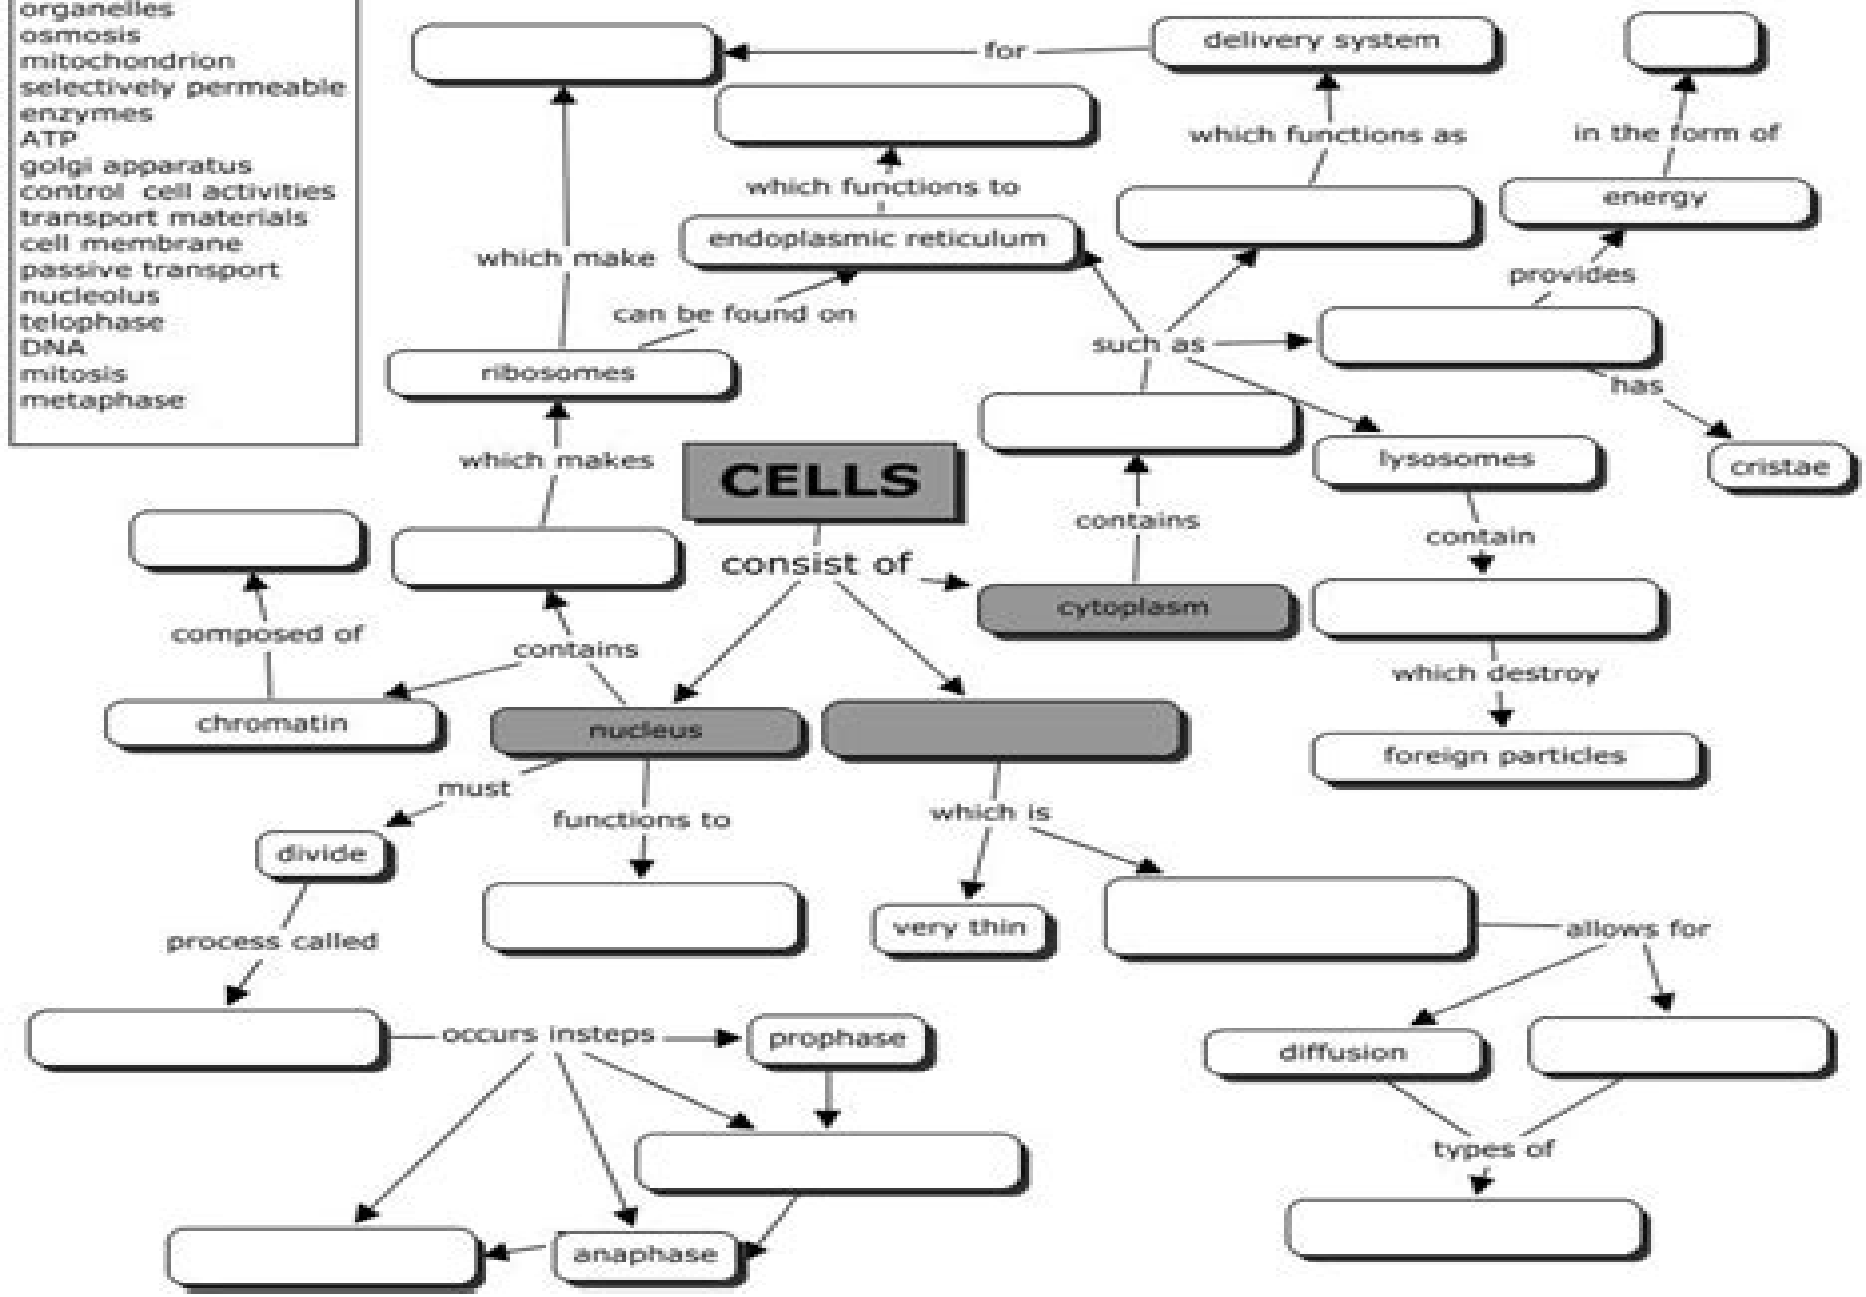 organelles
osmosis
mitochondrion
selectively permeable
enzymes
ATP
golgi apparatus
control cell activities
transport materials
cell membrane
passive transport
nucleolus
telophase
DNA
mitosis
metaphase
for
delivery system
which functions as
in the form of
which functions to
energy
endoplasmic reticulum
which make
provides
can be found on
such as
ribosomes
has
which makes
CELLS
lysosomes
cristae
contains
contain
consist of
cytoplasm
composed of
contains
which destroy
chromatin
nucleus
foreign particles
must
functions to
which is
divide
very thin
allows for
process called
occurs insteps
prophase
diffusion
types of
anaphase